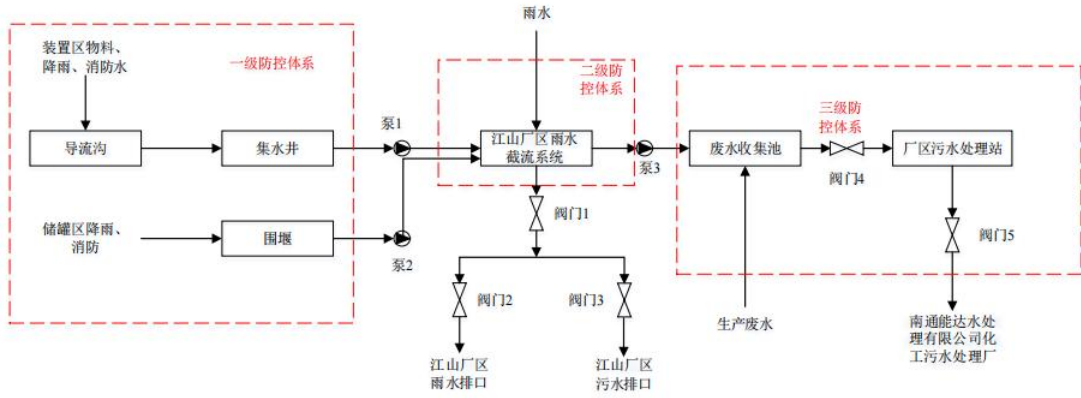 雨水
装置区物料、
降雨、消防水
一级防控体系
二级防
控体系
三级防
控体系
导流沟
集水井
泵1
江山厂区雨水
截流系统
泵3
废水收集池
阀门4
厂区污水处理站
储罐区降雨、
消防
围堰
泵2
阀门1
阀门5
阀门2
阀门3
生产废水
江山厂区
雨水排口
江山厂区
污水排口
南通能达水处
理有限公司化
工污水处理厂